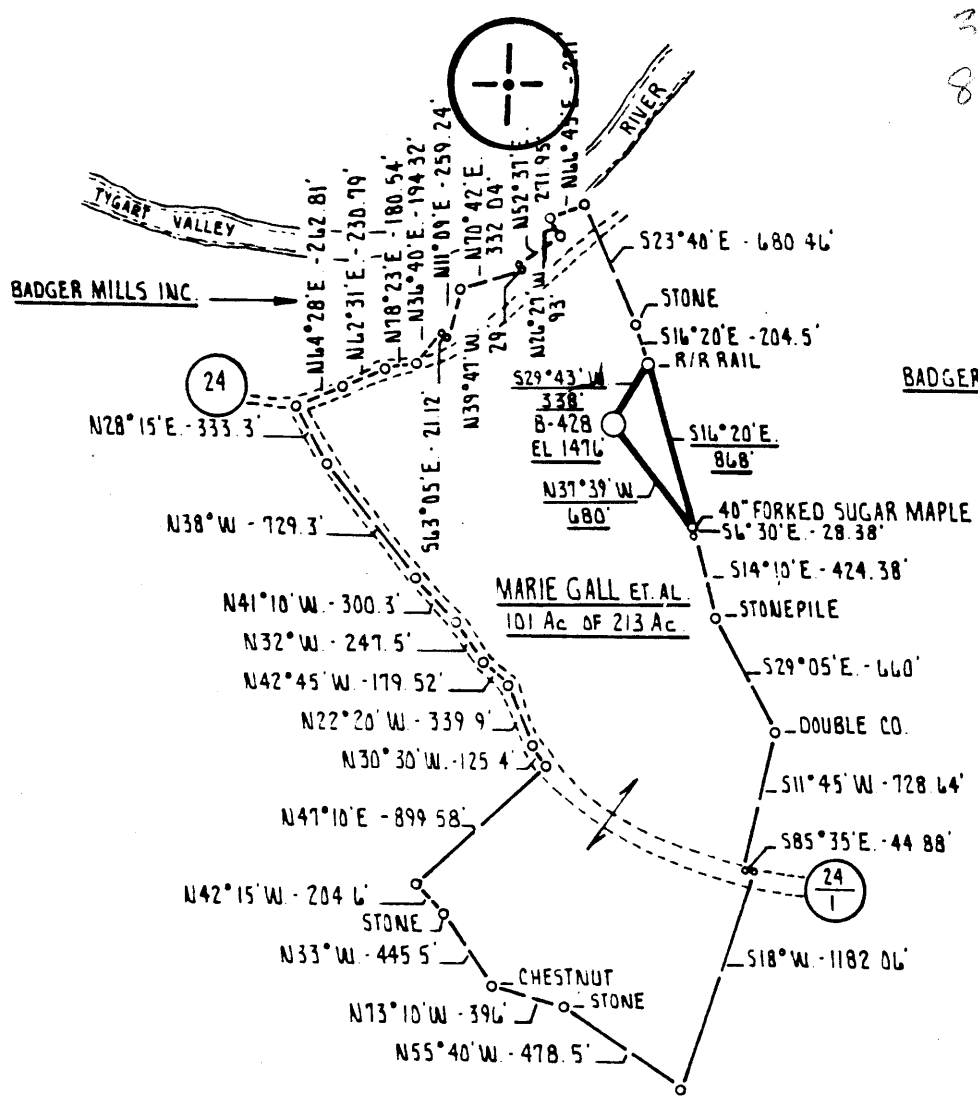 3
8
RIVER
TYGART VALLEY
BADGER MILLS INC.
N64°28'E - 262.81'
N62°31'E - 230.79'
N78°23'E - 180.54'
N36°40'E - 194.32'
N11°09'E - 259.24'
N70°42'E.
332 04'
N52°37'E
271.95'
N66°45'E - 291'
S63°05'E - 21.12'
N39°47'W
29
N26°27'W
93'
S23°40'E - 680 46'
STONE
S16°20'E - 204.5'
R/R RAIL
24
BADGER
N28°15'E. - 333.3'
S29°43'W
338'
B-428
EL 1476'
S16°20'E.
868'
N37°39'W
680'
40" FORKED SUGAR MAPLE
S6°30'E. - 28.38'
N38°W - 729.3'
S14°10'E - 424.38'
MARIE GALL ET. AL.
101 Ac OF 213 Ac.
STONEPILE
N41°10'W. - 300.3'
N32°W. - 247.5'
S29°05'E. - 660'
N42°45'W. - 179.52'
N22°20'W. - 339 9'
DOUBLE CO.
N30°30'W. - 125 4'
S11°45'W. - 728.64'
N47°10'E - 899 58'
S85°35'E. - 44 88'
24
1
N42°15'W. - 204 6'
STONE
N33°W. - 445 5'
S18°W. - 1182 06'
CHESTNUT
STONE
N73°10'W - 396'
N55°40'W. - 478.5'